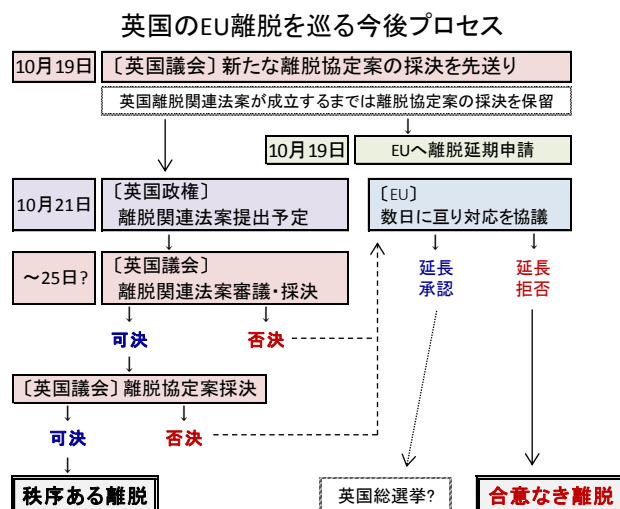 英国のEU離脱を巡る今後プロセス
10月19日
〔英国議会〕新たな離脱協定案の採決を先送り
英国離脱関連法案が成立するまでは離脱協定案の採決を保留
10月19日
EUへ離脱延期申請
10月21日
〔英国政権〕
離脱関連法案提出予定
〔EU〕
数日に亘り対応を協議
～25日?
〔英国議会〕
離脱関連法案審議・採決
延長
承認
延長
拒否
可決
否決
〔英国議会〕離脱協定案採決
可決
否決
秩序ある離脱
英国総選挙?
合意なき離脱